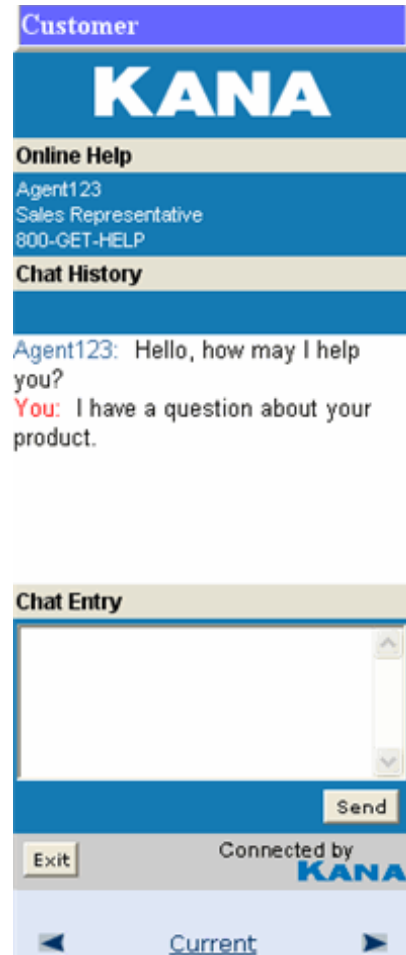 Customer
KANA
Online Help
Agent123
Sales Representative
800-GET-HELP
Chat History
Agent123: Hello, how may I help
you?
You: I have a question about your
product.
Chat Entry
Send
Exit
Connected by
KANA
Current